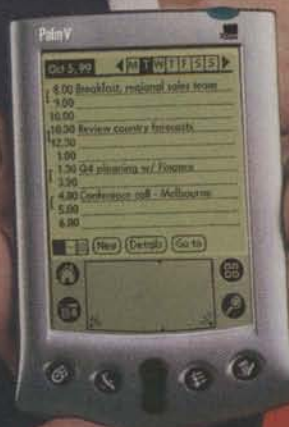 Palm V
Oct 5, 99 M T W T F S S
8.00 Breakfast, regional sales team
9.00
10.00
10.30 Review country forecasts
12.30
1.00
1.30 Q4 planning w/ Finance
3.30
4.00 Conference call - Melbourne
5.00
6.00
New Details Go to